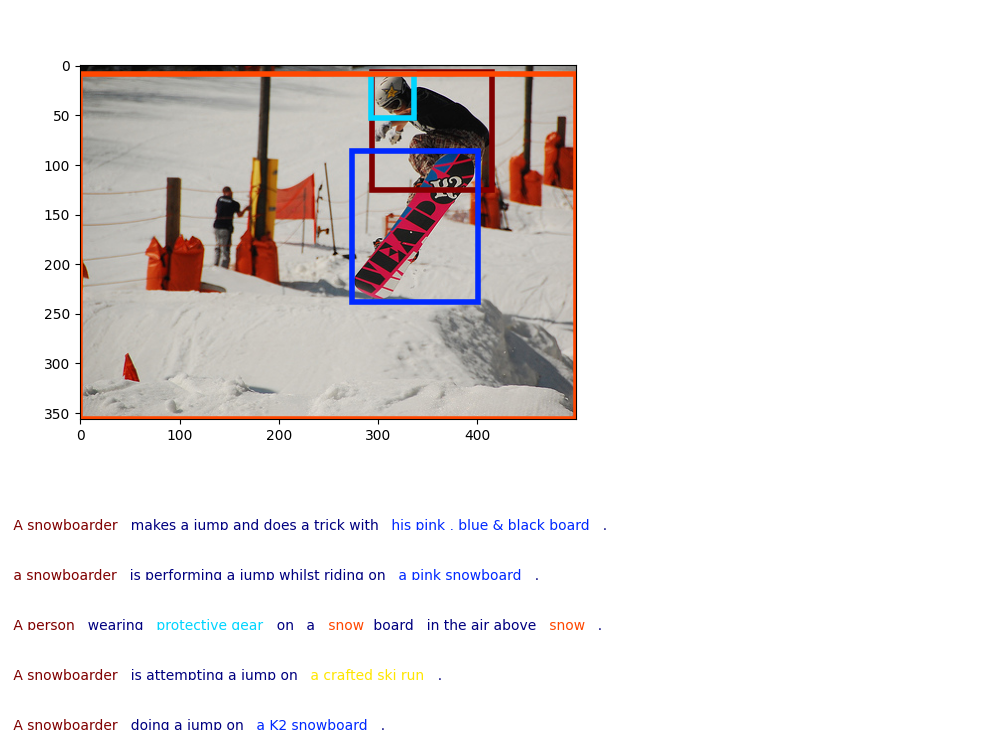 0
50
100
150
200
250
300
350
0 100 200 300 400
K2
A snowboarder makes a jump and does a trick with his pink , blue & black board .
a snowboarder is performing a jump whilst riding on a pink snowboard .
A person wearing protective gear on a snow board in the air above snow .
A snowboarder is attempting a jump on a crafted ski run .
A snowboarder doing a jump on a K2 snowboard .